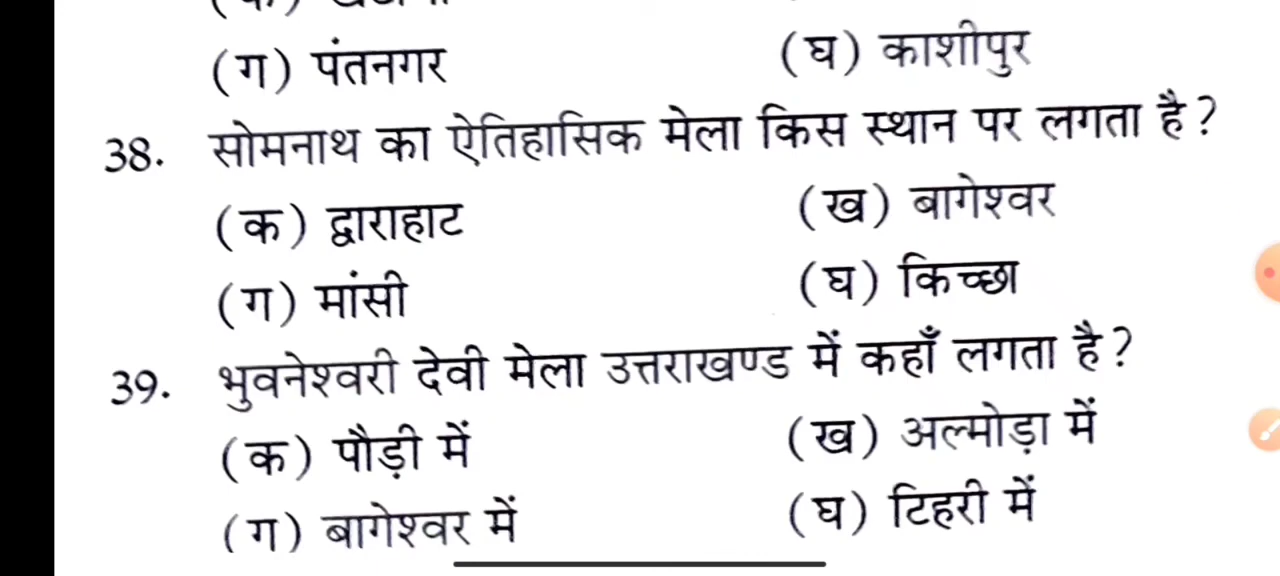 (ग) पंतनगर (घ) काशीपुर
38. सोमनाथ का ऐतिहासिक मेला किस स्थान पर लगता है?
(क) द्वाराहाट (ख) बागेश्वर
(ग) मांसी (घ) किच्छा
39. भुवनेश्वरी देवी मेला उत्तराखण्ड में कहाँ लगता है?
(क) पौड़ी में (ख) अल्मोड़ा में
(ग) बागेश्वर में (घ) टिहरी में